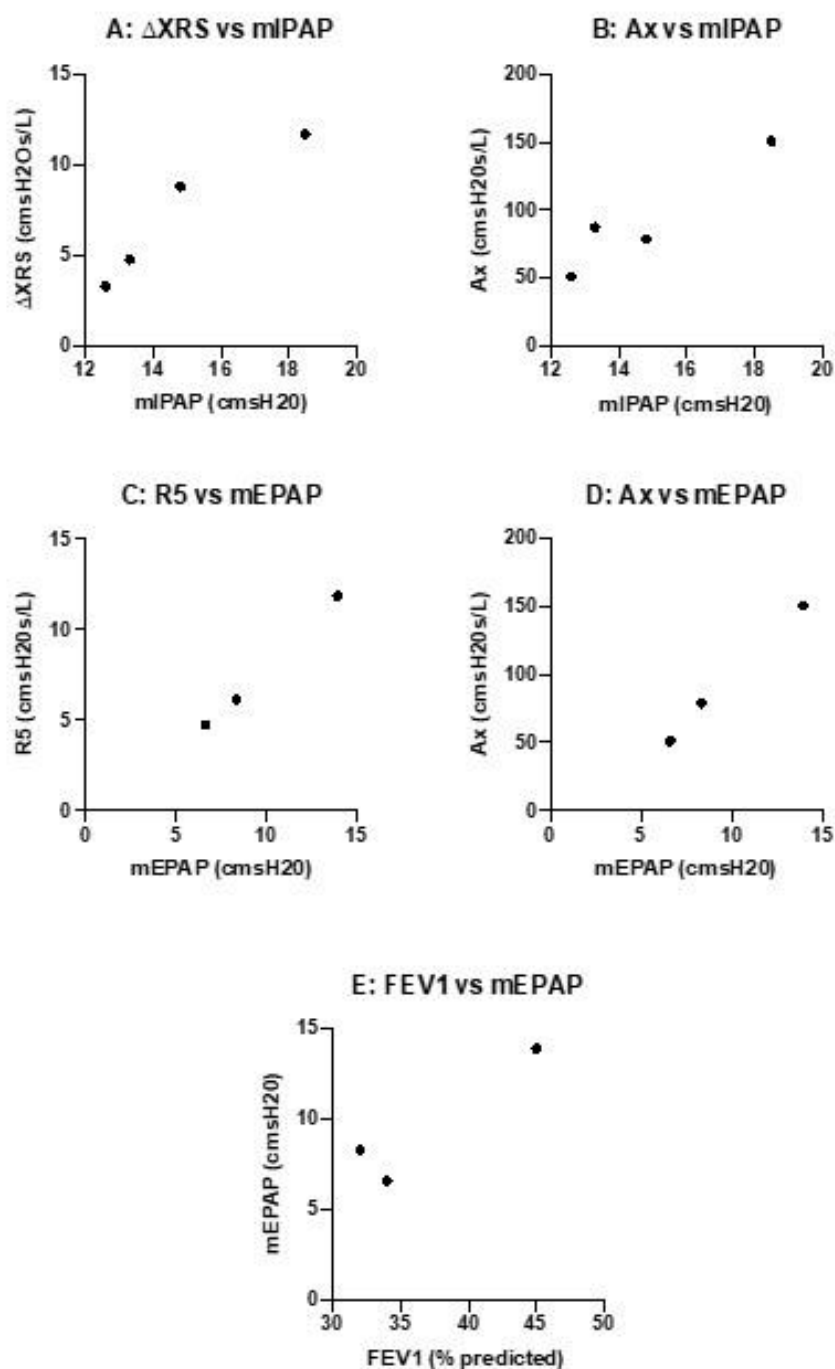 A: ΔXRS vs mIPAP
15
10
5
0
12 14 16 18 20
ΔXRS (cmsH2Os/L)
mIPAP (cmsH20)
B: Ax vs mIPAP
200
150
100
50
0
12 14 16 18 20
Ax (cmsH20s/L)
mIPAP (cmsH20)
C: R5 vs mEPAP
15
10
5
0
0 5 10 15
R5 (cmsH20s/L)
mEPAP (cmsH20)
D: Ax vs mEPAP
200
150
100
50
0
0 5 10 15
Ax (cmsH20s/L)
mEPAP (cmsH20)
E: FEV1 vs mEPAP
15
10
5
0
30 35 40 45 50
mEPAP (cmsH20)
FEV1 (% predicted)